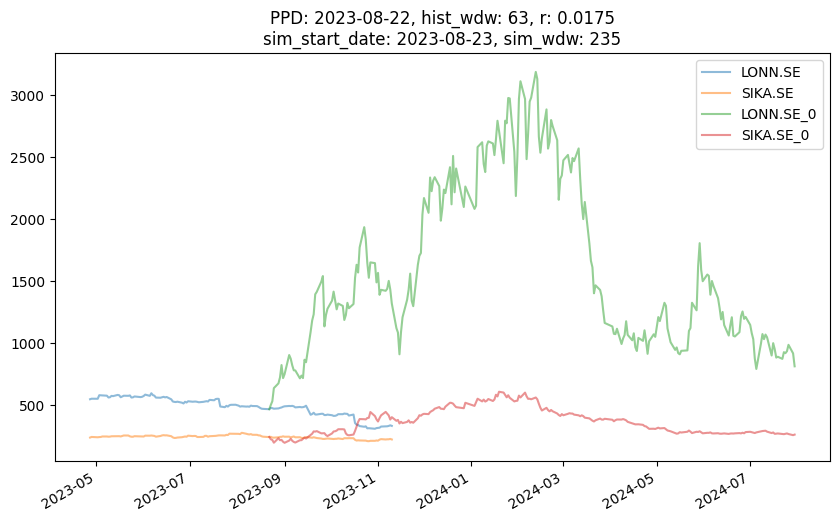 PPD: 2023-08-22, hist_wdw: 63, r: 0.0175
sim_start_date: 2023-08-23, sim_wdw: 235
LONN.SE
SIKA.SE
LONN.SE_0
SIKA.SE_0
3000
2500
2000
1500
1000
500
2023-05
2023-07
2023-09
2023-11
2024-01
2024-03
2024-05
2024-07